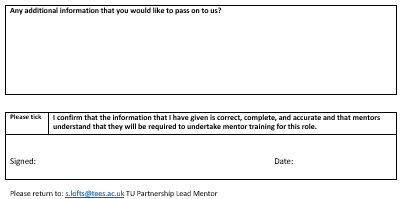 Any additional information that you would like to pass on to us?
Please tick
I confirm that the information that I have given is correct, complete, and accurate and that mentors
understand that they will be required to undertake mentor training for this role.
Signed: Date:
Please return to: s.lofts@tees.ac.uk TU Partnership Lead Mentor